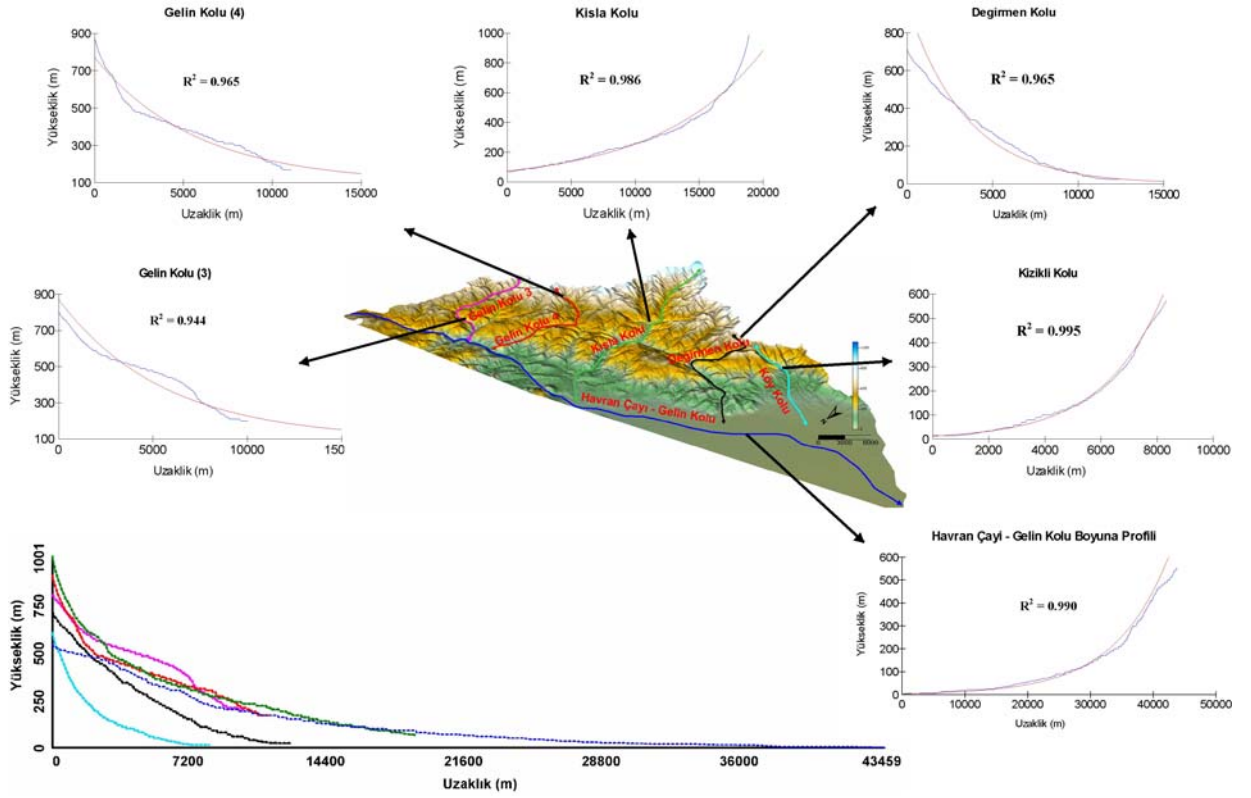 Gelin Kolu (4)
Yükseklik (m)
900
700
500
300
100
R² = 0.965
0 5000 10000 15000
Uzaklik (m)
Kisla Kolu
Yükseklik (m)
1000
800
600
400
200
0
R² = 0.986
0 5000 10000 15000 20000
Uzaklik (m)
Degirmen Kolu
Yükseklik (m)
800
600
400
200
0
R² = 0.965
0 5000 10000 15000
Uzaklik (m)
Gelin Kolu (3)
Yükseklik (m)
900
700
500
300
100
R² = 0.944
0 5000 10000 15000
Uzaklik (m)
Gelin Kolu 3
Gelin Kolu 4
Kisla Kolu
Degirmen Kolu
Köy Kolu
Havran Çayı - Gelin Kolu
Kizikli Kolu
Yükseklik (m)
600
500
400
300
200
100
0
R² = 0.995
0 2000 4000 6000 8000 10000
Uzaklik (m)
Havran Çayi - Gelin Kolu Boyuna Profili
Yükseklik (m)
600
500
400
300
200
100
0
R² = 0.990
0 10000 20000 30000 40000 50000
Uzaklik (m)
Yükseklik (m)
1001
750
500
250
0
0 7200 14400 21600 28800 36000 43459
Uzaklık (m)